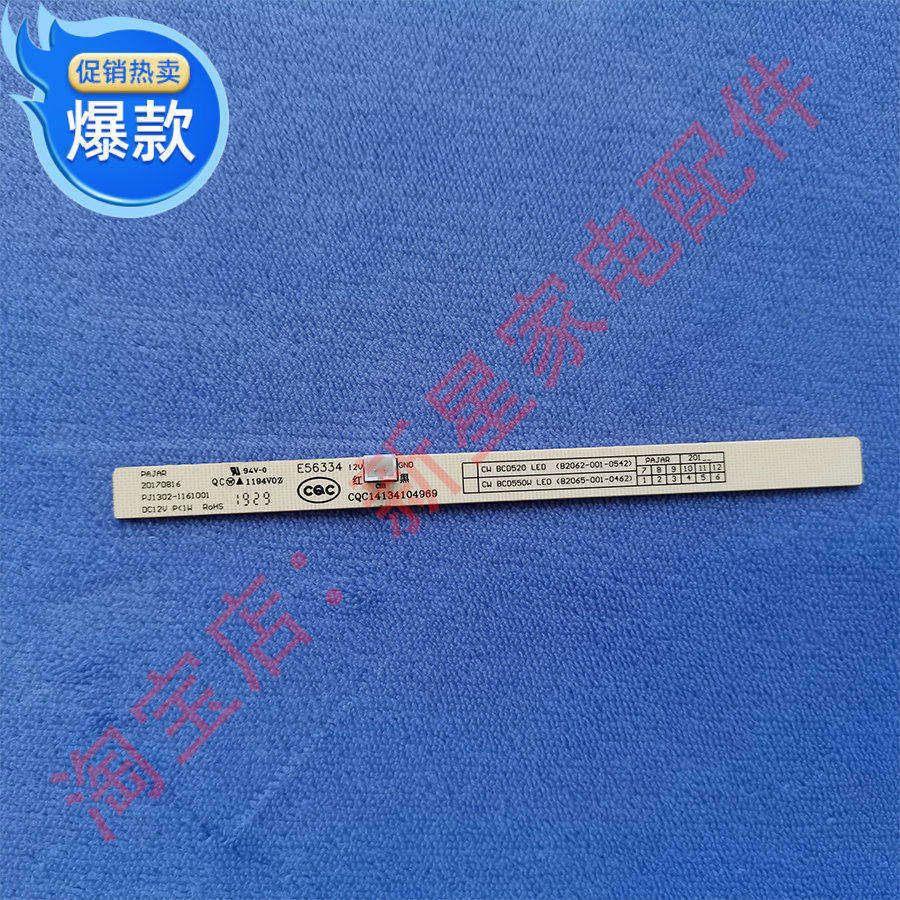 促销热卖
爆款
淘宝店：新星家电配件
PAJAR
20170816
PJ1302-1161001
DC12V P<1W RoHS
94V-0
QC 1194V0Z
1929
E56334
CQC
CQC14134104969
12V GND
红 黑
CN1
CW BCD520 LED (B2062-001-0542)
CW BCD550W LED (B2065-001-0462)
PAJAR 201__
7 8 9 10 11 12
1 2 3 4 5 6